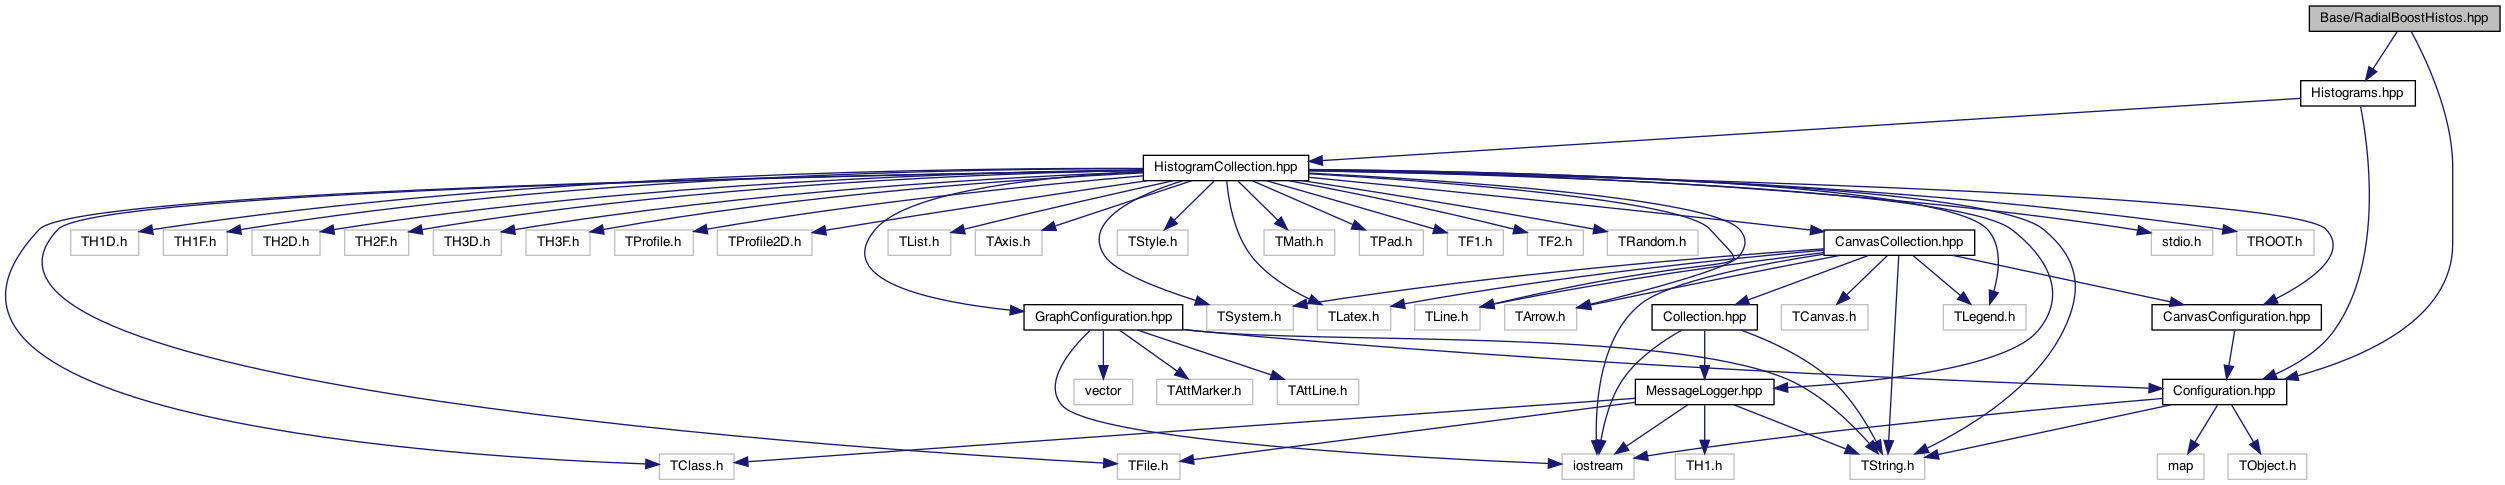 Base/RadialBoostHistos.hpp
Histograms.hpp
HistogramCollection.hpp
TH1D.h
TH1F.h
TH2D.h
TH2F.h
TH3D.h
TH3F.h
TProfile.h
TProfile2D.h
TList.h
TAxis.h
TStyle.h
TMath.h
TPad.h
TF1.h
TF2.h
TRandom.h
CanvasCollection.hpp
stdio.h
TROOT.h
GraphConfiguration.hpp
TSystem.h
TLatex.h
TLine.h
TArrow.h
Collection.hpp
TCanvas.h
TLegend.h
CanvasConfiguration.hpp
vector
TAttMarker.h
TAttLine.h
MessageLogger.hpp
Configuration.hpp
TClass.h
TFile.h
iostream
TH1.h
TString.h
map
TObject.h